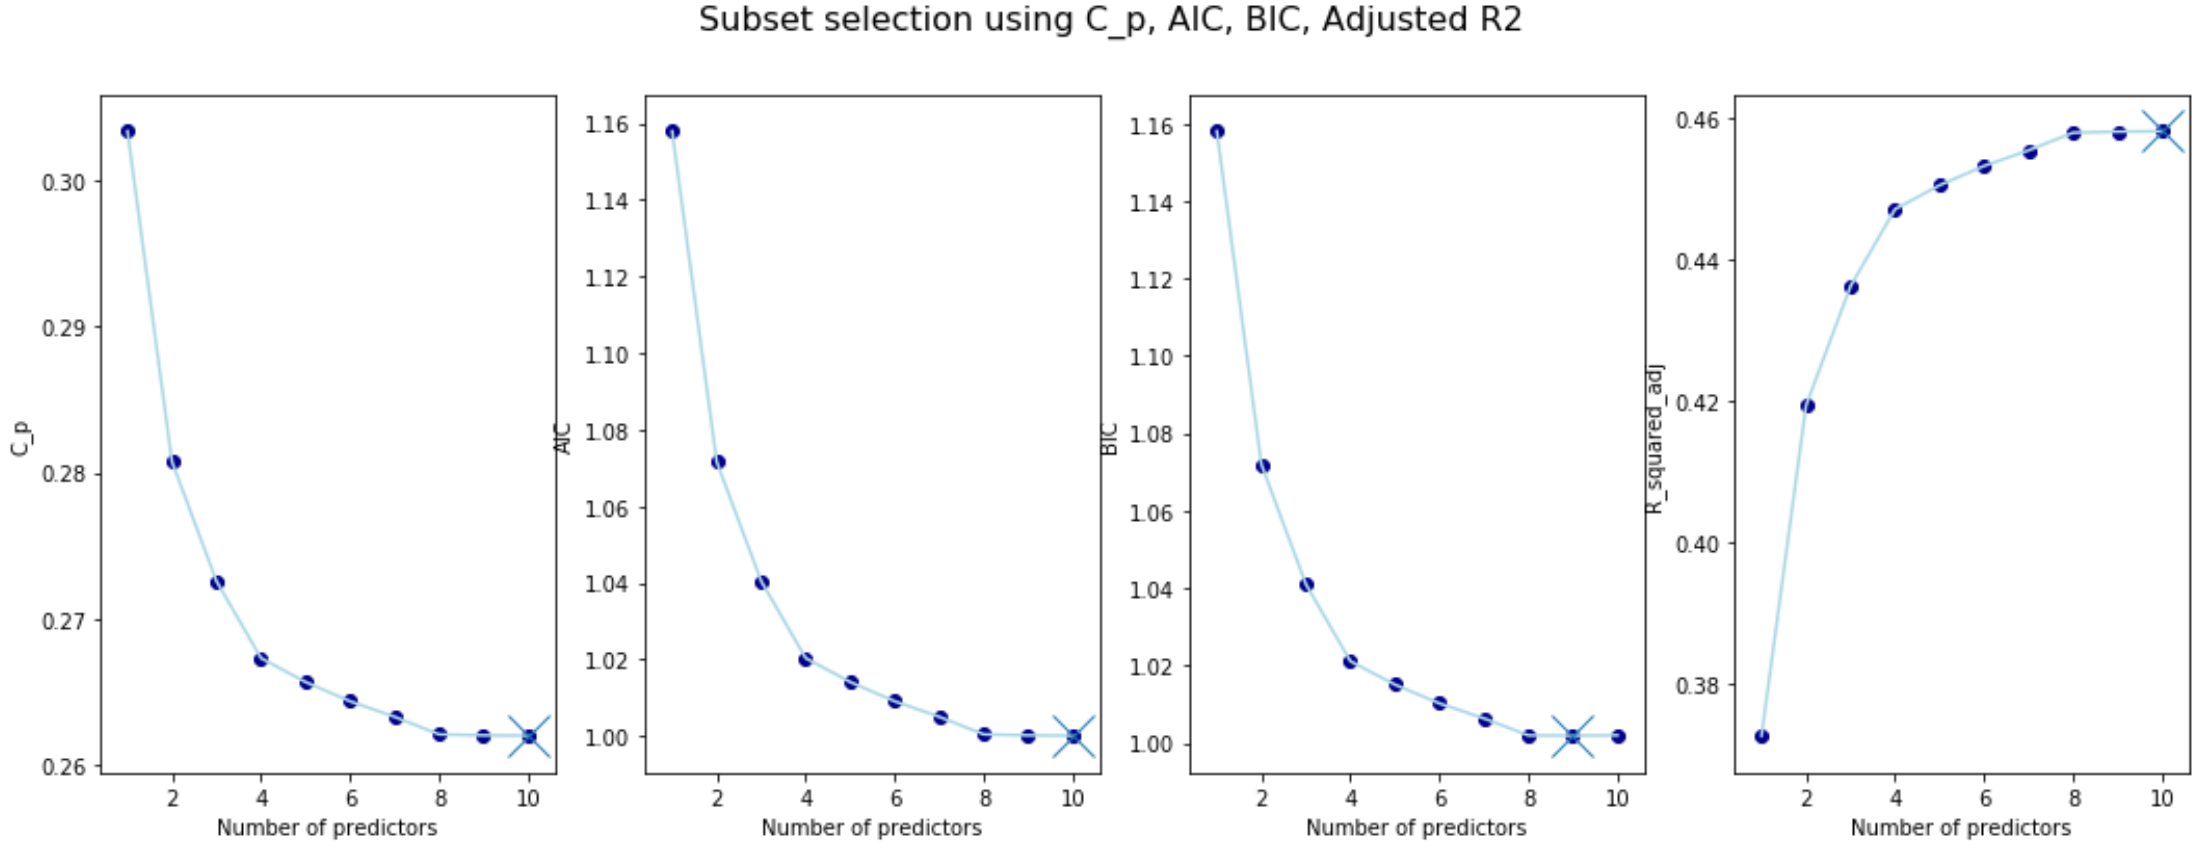 Subset selection using C_p, AIC, BIC, Adjusted R2
C_p
0.30
0.29
0.28
0.27
0.26
2 4 6 8 10
Number of predictors
AIC
1.16
1.14
1.12
1.10
1.08
1.06
1.04
1.02
1.00
2 4 6 8 10
Number of predictors
BIC
1.16
1.14
1.12
1.10
1.08
1.06
1.04
1.02
1.00
2 4 6 8 10
Number of predictors
R_squared_adj
0.46
0.44
0.42
0.40
0.38
2 4 6 8 10
Number of predictors